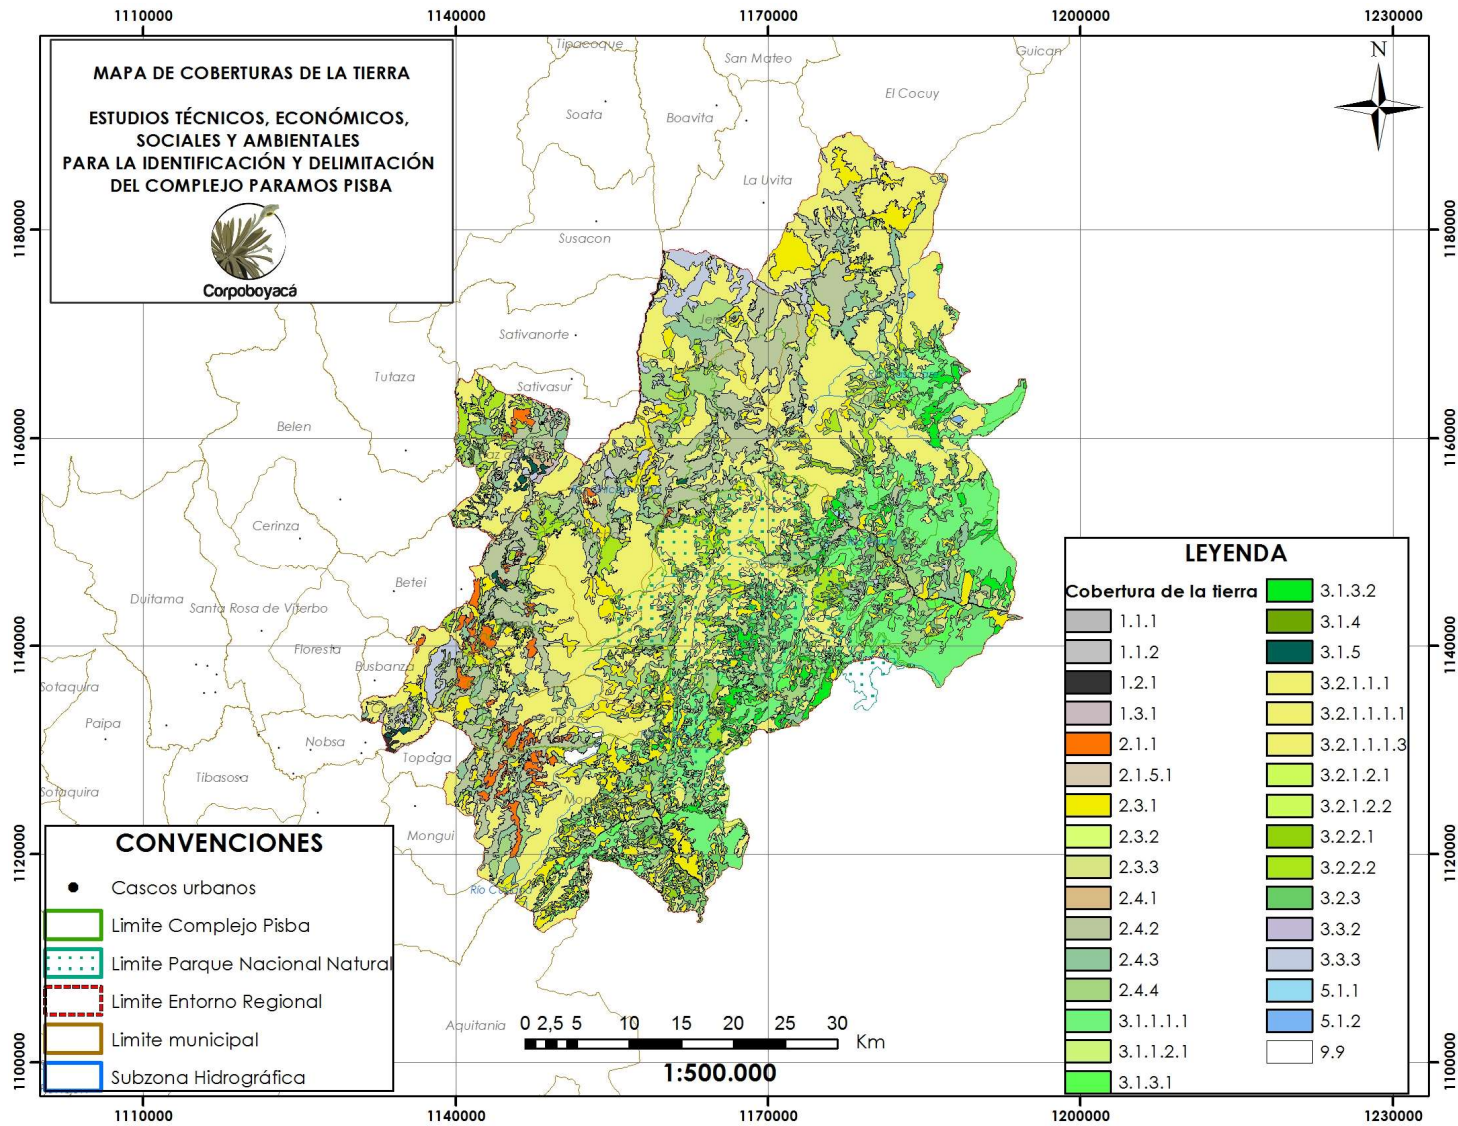 1110000
1140000
1170000
1200000
1230000
MAPA DE COBERTURAS DE LA TIERRA
ESTUDIOS TÉCNICOS, ECONÓMICOS,
SOCIALES Y AMBIENTALES
PARA LA IDENTIFICACIÓN Y DELIMITACIÓN
DEL COMPLEJO PARAMOS PISBA
Corpoboyacá
N
Tipacoque
San Mateo
Guican
El Cocuy
Soata
Boavita
La Uvita
Susacon
Sativanorte
Tutaza
Sativasur
Belen
Cerinza
Betei
Duitama
Santa Rosa de Viterbo
Floresta
Busbanza
Sotaquira
Paipa
Nobsa
Topaga
Tibasosa
Sotaquira
Mongui
Aquitania
1180000
1160000
1140000
1120000
1100000
1180000
1160000
1140000
1120000
1100000
CONVENCIONES
Cascos urbanos
Limite Complejo Pisba
Limite Parque Nacional Natural
Limite Entorno Regional
Limite municipal
Subzona Hidrográfica
0 2,5 5 10 15 20 25 30
Km
1:500.000
LEYENDA
Cobertura de la tierra
1.1.1
1.1.2
1.2.1
1.3.1
2.1.1
2.1.5.1
2.3.1
2.3.2
2.3.3
2.4.1
2.4.2
2.4.3
2.4.4
3.1.1.1.1
3.1.1.2.1
3.1.3.1
3.1.3.2
3.1.4
3.1.5
3.2.1.1.1
3.2.1.1.1.1
3.2.1.1.1.3
3.2.1.2.1
3.2.1.2.2
3.2.2.1
3.2.2.2
3.2.3
3.3.2
3.3.3
5.1.1
5.1.2
9.9
1110000
1140000
1170000
1200000
1230000